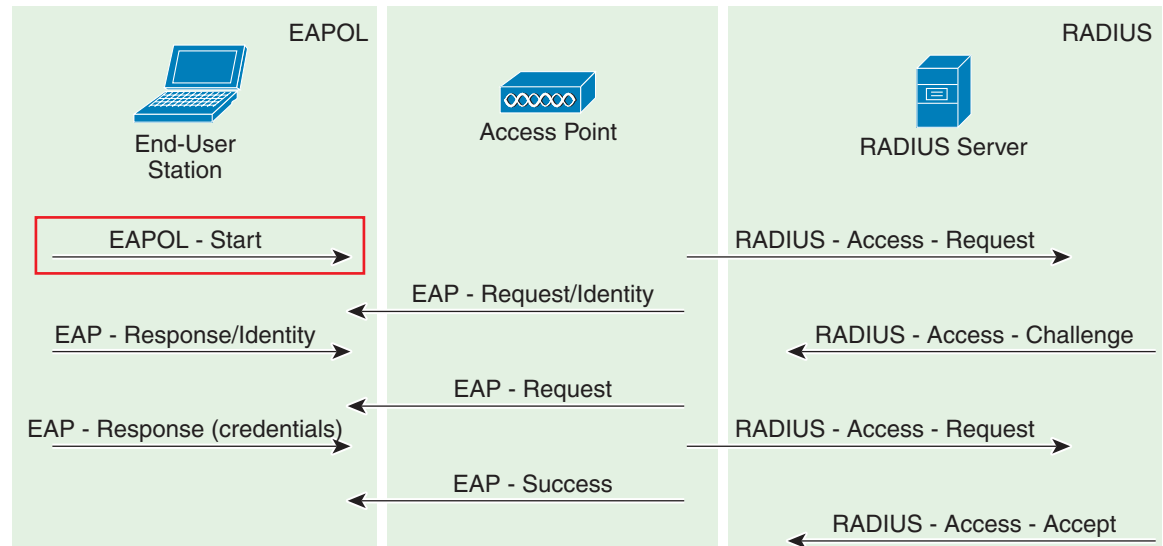 EAPOL
RADIUS
End-User
Station
Access Point
RADIUS Server
EAPOL - Start
RADIUS - Access - Request
EAP - Request/Identity
EAP - Response/Identity
RADIUS - Access - Challenge
EAP - Request
EAP - Response (credentials)
RADIUS - Access - Request
EAP - Success
RADIUS - Access - Accept